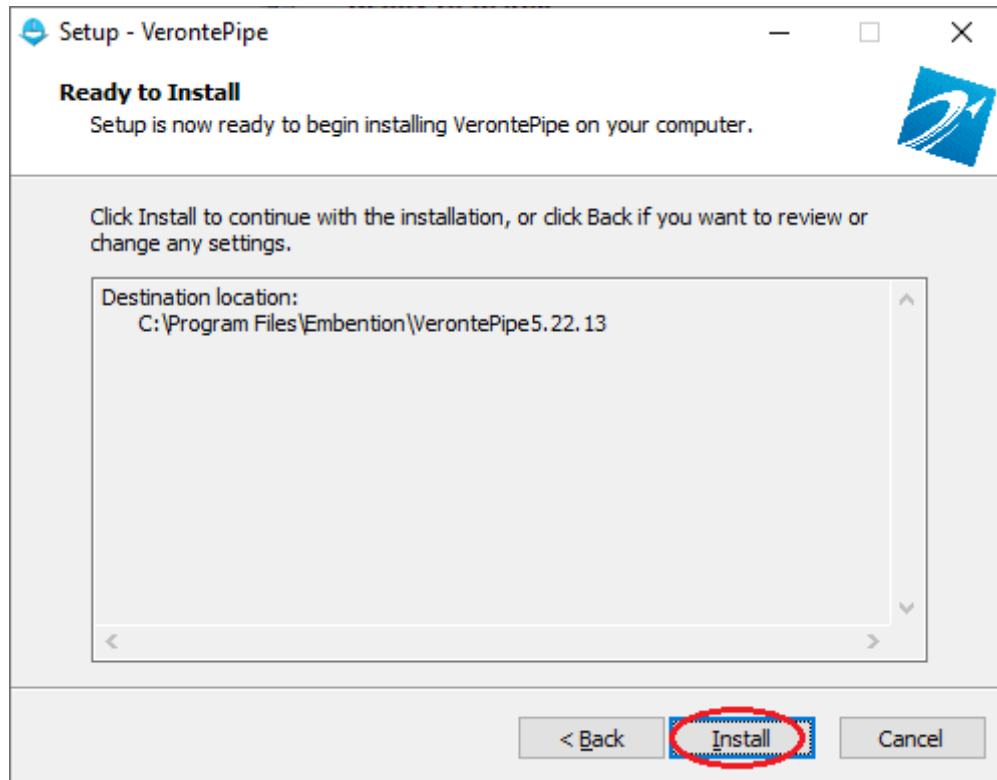 Setup - VerontePipe
Ready to Install
Setup is now ready to begin installing VerontePipe on your computer.
Click Install to continue with the installation, or click Back if you want to review or
change any settings.
Destination location:
C:\Program Files\Embention\VerontePipe5.22.13
< Back
Install
Cancel